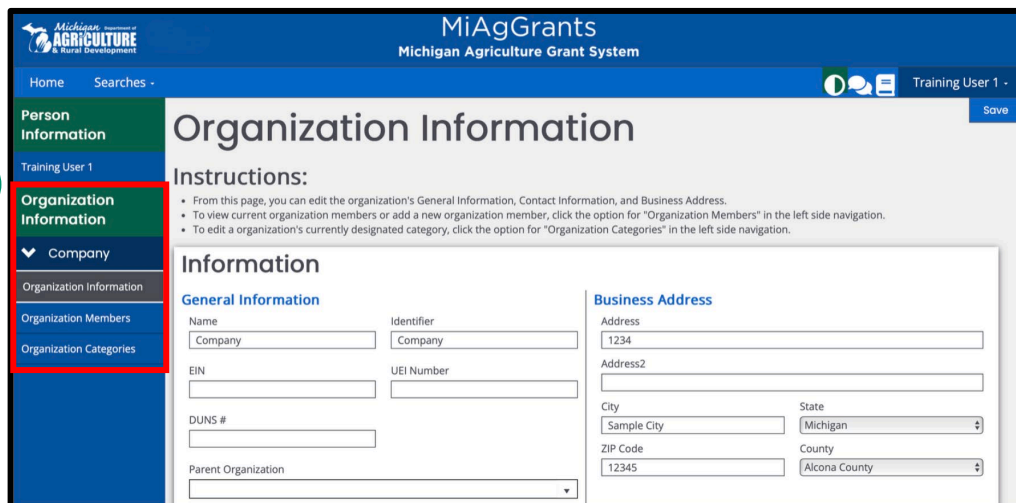 Michigan Department of
AGRICULTURE
& Rural Development
MiAgGrants
Michigan Agriculture Grant System
Home
Searches -
Training User 1 -
Person
Information
Training User 1
Organization
Information
Company
Organization Information
Organization Members
Organization Categories
Save
Organization Information
Instructions:
• From this page, you can edit the organization's General Information, Contact Information, and Business Address.
• To view current organization members or add a new organization member, click the option for "Organization Members" in the left side navigation.
• To edit a organization's currently designated category, click the option for "Organization Categories" in the left side navigation.
Information
General Information
Name
Identifier
Company
Company
EIN
UEI Number
DUNS #
Parent Organization
Business Address
Address
1234
Address2
City
State
Sample City
Michigan
ZIP Code
County
12345
Alcona County